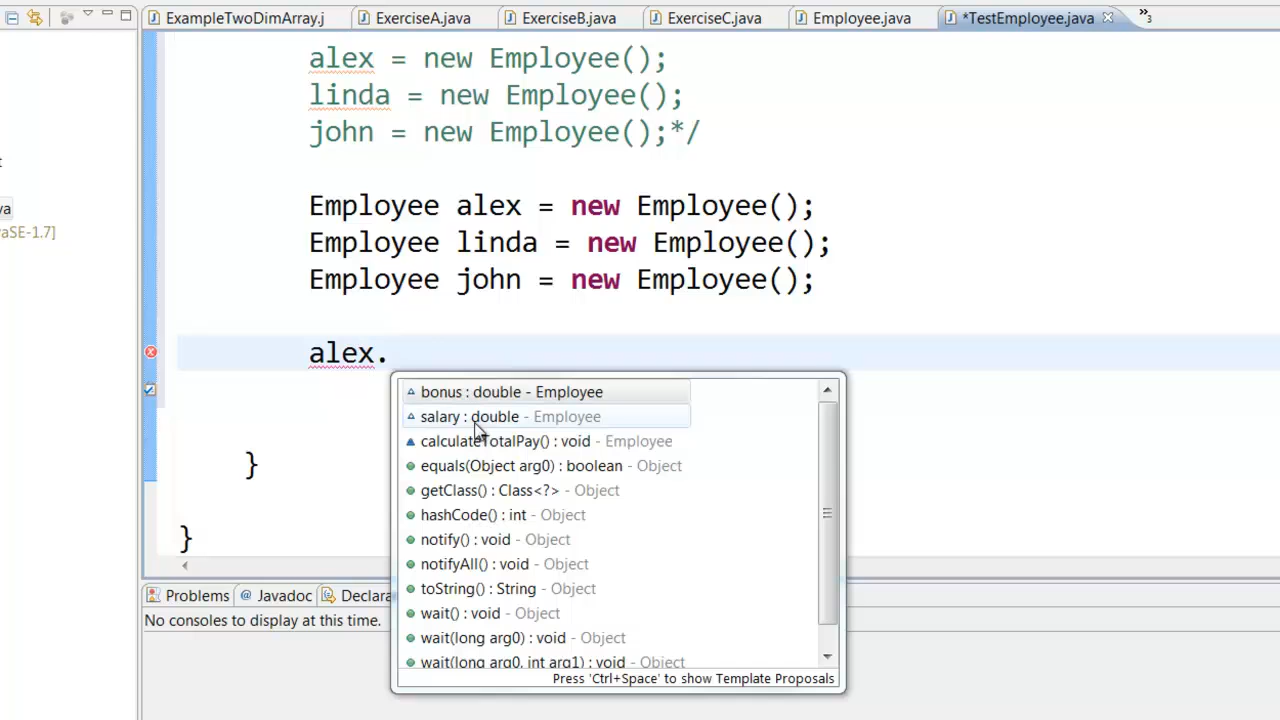 ExampleTwoDimArray.j ExerciseA.java ExerciseB.java ExerciseC.java Employee.java *TestEmployee.java 3
alex = new Employee();
linda = new Employee();
john = new Employee();*/
t
Employee alex = new Employee();
va
aSE-1.7]
Employee linda = new Employee();
Employee john = new Employee();
alex.
bonus : double - Employee
salary : double - Employee
calculateTotalPay() : void - Employee
equals(Object arg0) : boolean - Object
}
getClass() : Class<?> - Object
hashCode() : int - Object
notify() : void - Object
}
notifyAll() : void - Object
toString() : String - Object
Problems @ Javadoc Declara
wait() : void - Object
No consoles to display at this time.
wait(long arg0) : void - Object
wait(long arg0, int arg1) : void - Object
Press 'Ctrl+Space' to show Template Proposals